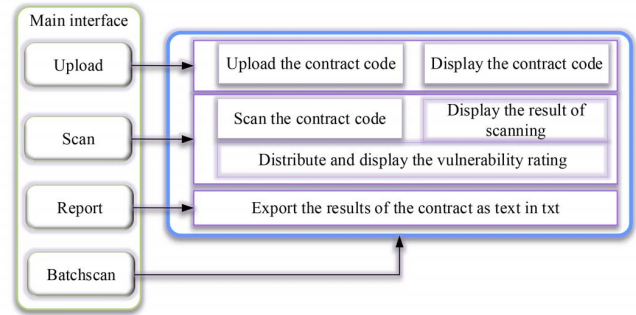 Main interface
Upload
Upload the contract code
Display the contract code
Scan
Scan the contract code
Display the result of
scanning
Distribute and display the vulnerability rating
Report
Export the results of the contract as text in txt
Batchscan